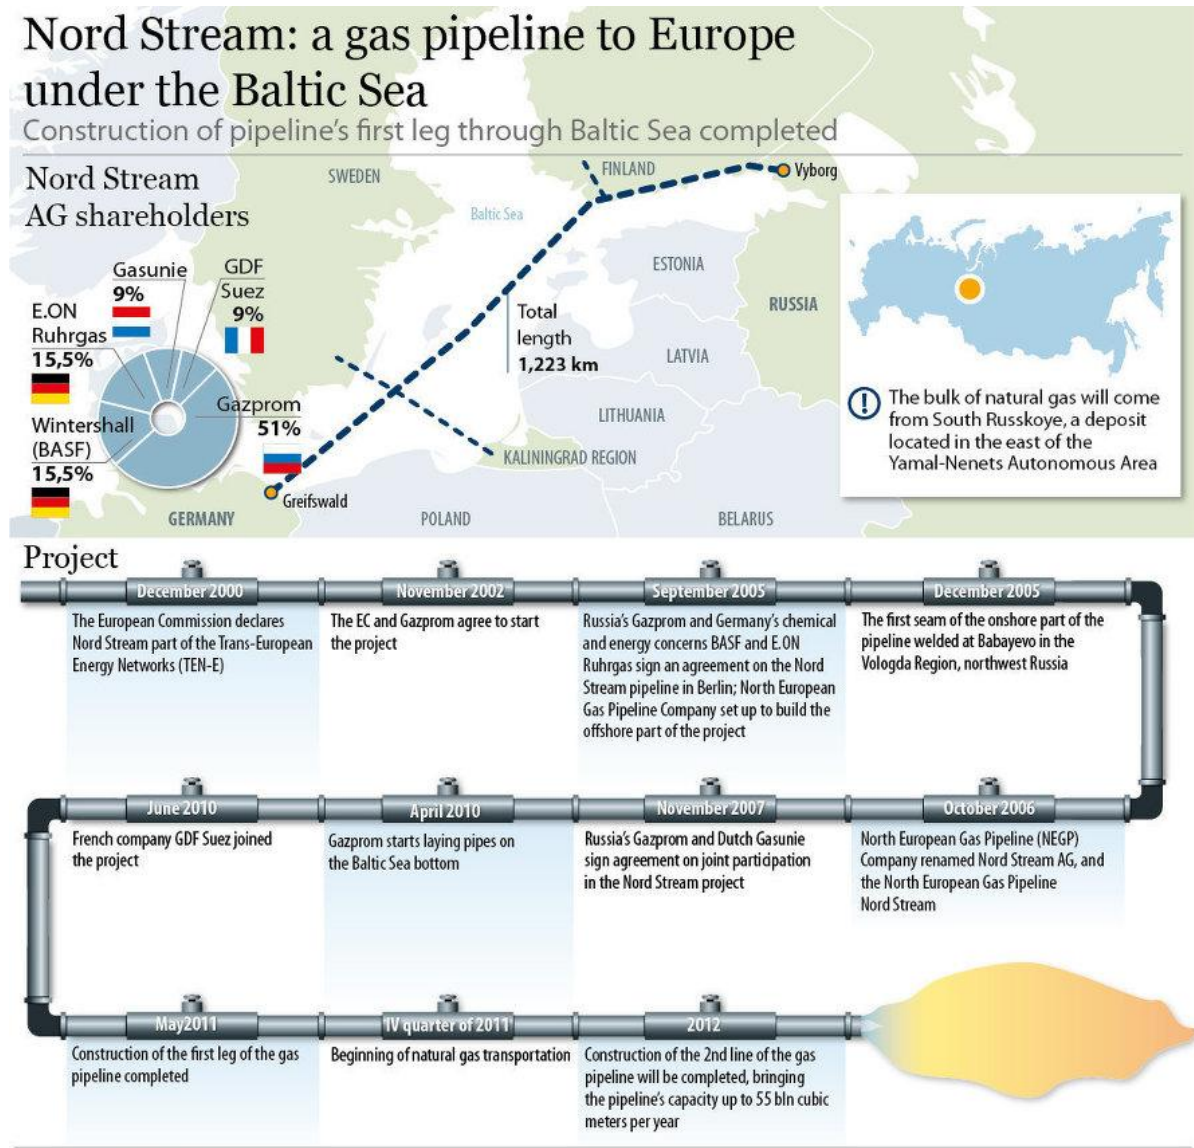 Nord Stream: a gas pipeline to Europe
under the Baltic Sea
Construction of pipeline's first leg through Baltic Sea completed
Nord Stream
AG shareholders
Gasunie
9%
GDF
Suez
9%
E.ON
Ruhrgas
15,5%
Wintershall
(BASF)
15,5%
Gazprom
51%
SWEDEN
FINLAND
Vyborg
Baltic Sea
ESTONIA
RUSSIA
Total
length
1,223 km
LATVIA
LITHUANIA
KALININGRAD REGION
Greifswald
GERMANY
POLAND
BELARUS
!
The bulk of natural gas will come
from South Russkoye, a deposit
located in the east of the
Yamal-Nenets Autonomous Area
Project
December 2000
The European Commission declares
Nord Stream part of the Trans-European
Energy Networks (TEN-E)
November 2002
The EC and Gazprom agree to start
the project
September 2005
Russia's Gazprom and Germany's chemical
and energy concerns BASF and E.ON
Ruhrgas sign an agreement on the Nord
Stream pipeline in Berlin; North European
Gas Pipeline Company set up to build the
offshore part of the project
December 2005
The first seam of the onshore part of the
pipeline welded at Babayevo in the
Vologda Region, northwest Russia
June 2010
French company GDF Suez joined
the project
April 2010
Gazprom starts laying pipes on
the Baltic Sea bottom
November 2007
Russia's Gazprom and Dutch Gasunie
sign agreement on joint participation
in the Nord Stream project
October 2006
North European Gas Pipeline (NEGP)
Company renamed Nord Stream AG, and
the North European Gas Pipeline
Nord Stream
May2011
Construction of the first leg of the gas
pipeline completed
IV quarter of 2011
Beginning of natural gas transportation
2012
Construction of the 2nd line of the gas
pipeline will be completed, bringing
the pipeline's capacity up to 55 bln cubic
meters per year